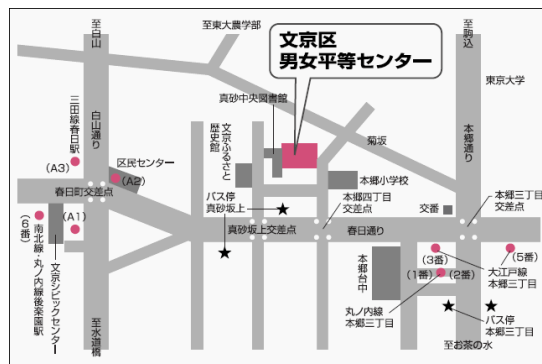 至白山
至東大農学部
至駒込
文京区
男女平等センター
東京大学
白山通り
三田線春日駅
真砂中央図書館
本郷通り
文京ふるさと
歴史館
菊坂
(A3)
区民センター
(A2)
本郷小学校
春日町交差点
バス停
真砂坂上
本郷四丁目
交差点
交番
本郷三丁目
交差点
(A1)
(6番)
南北線・丸ノ内線後楽園駅
文京シビックセンター
真砂坂上交差点
春日通り
本郷台中
(3番)
(5番)
(1番)
(2番)
大江戸線
本郷三丁目
丸ノ内線
本郷三丁目
バス停
本郷三丁目
至水道橋
至お茶の水